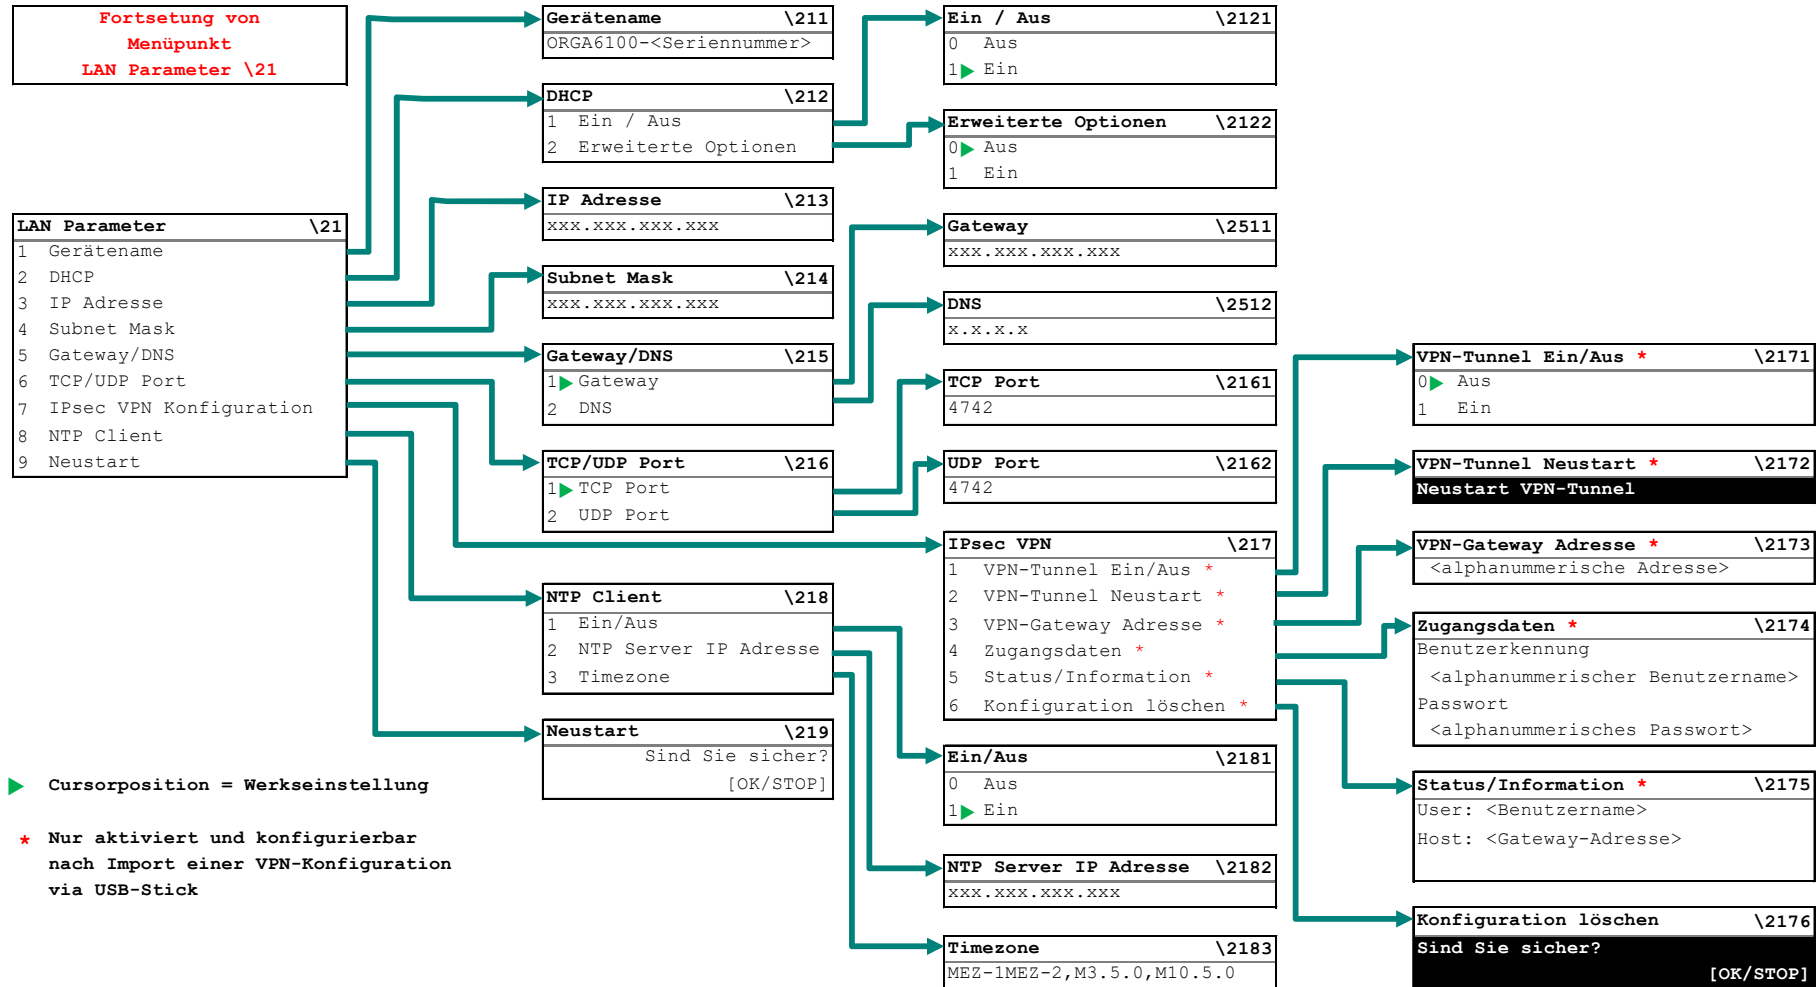 Fortsetung von
Menüpunkt
LAN Parameter \21
LAN Parameter \21
1 Gerätename
2 DHCP
3 IP Adresse
4 Subnet Mask
5 Gateway/DNS
6 TCP/UDP Port
7 IPsec VPN Konfiguration
8 NTP Client
9 Neustart
Cursorposition = Werkseinstellung
* Nur aktiviert und konfigurierbar
nach Import einer VPN-Konfiguration
via USB-Stick
Gerätename \211
ORGA6100-<Seriennummer>
DHCP \212
1 Ein / Aus
2 Erweiterte Optionen
IP Adresse \213
xxx.xxx.xxx.xxx
Subnet Mask \214
xxx.xxx.xxx.xxx
Gateway/DNS \215
1 Gateway
2 DNS
TCP/UDP Port \216
1 TCP Port
2 UDP Port
NTP Client \218
1 Ein/Aus
2 NTP Server IP Adresse
3 Timezone
Neustart \219
Sind Sie sicher?
[OK/STOP]
Ein / Aus \2121
0 Aus
1 Ein
Erweiterte Optionen \2122
0 Aus
1 Ein
Gateway \2511
xxx.xxx.xxx.xxx
DNS \2512
x.x.x.x
TCP Port \2161
4742
UDP Port \2162
4742
IPsec VPN \217
1 VPN-Tunnel Ein/Aus *
2 VPN-Tunnel Neustart *
3 VPN-Gateway Adresse *
4 Zugangsdaten *
5 Status/Information *
6 Konfiguration löschen *
Ein/Aus \2181
0 Aus
1 Ein
NTP Server IP Adresse \2182
xxx.xxx.xxx.xxx
Timezone \2183
MEZ-1MEZ-2,M3.5.0,M10.5.0
VPN-Tunnel Ein/Aus * \2171
0 Aus
1 Ein
VPN-Tunnel Neustart * \2172
Neustart VPN-Tunnel
VPN-Gateway Adresse * \2173
<alphanummerische Adresse>
Zugangsdaten * \2174
Benutzerkennung
<alphanummerischer Benutzername>
Passwort
<alphanummerisches Passwort>
Status/Information * \2175
User: <Benutzername>
Host: <Gateway-Adresse>
Konfiguration löschen \2176
Sind Sie sicher?
[OK/STOP]